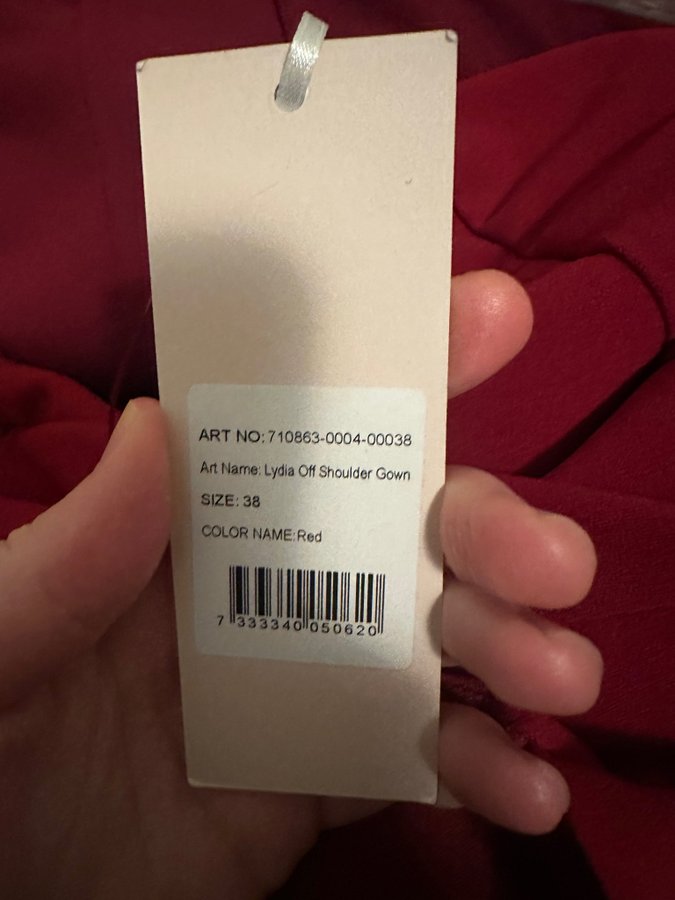 ART NO:710863-0004-00038
Art Name: Lydia Off Shoulder Gown
SIZE: 38
COLOR NAME:Red
7 333340 050620